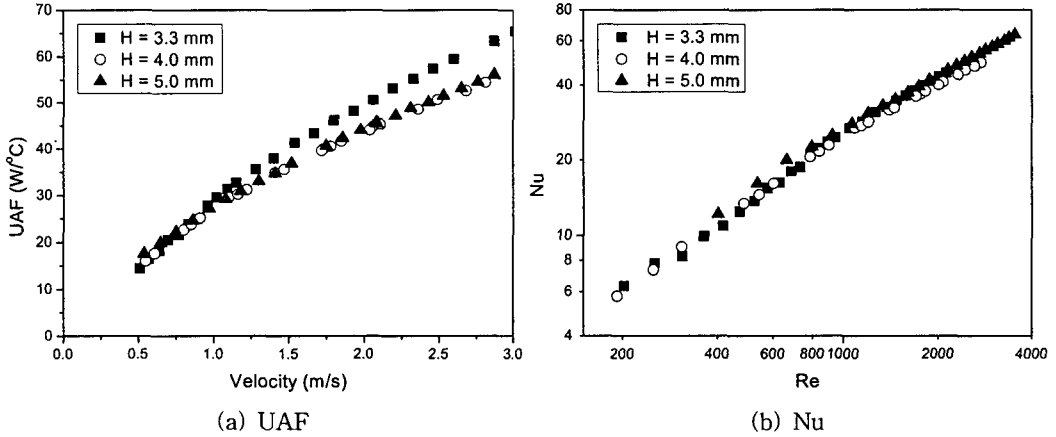 70
60
50
40
30
20
10
0
UAF (W/°C)
H = 3.3 mm
H = 4.0 mm
H = 5.0 mm
0.0 0.5 1.0 1.5 2.0 2.5 3.0
Velocity (m/s)
(a) UAF
80
60
40
20
10
8
6
4
Nu
H = 3.3 mm
H = 4.0 mm
H = 5.0 mm
200 400 600 800 1000 2000 4000
Re
(b) Nu